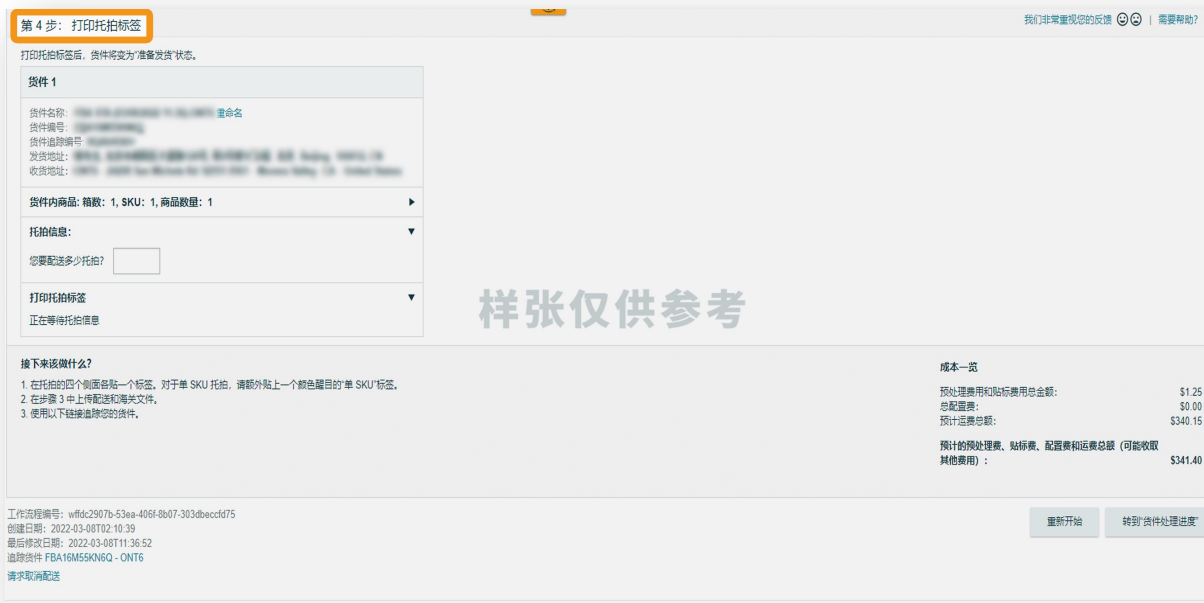 第 4 步： 打印托拍标签
我们非常重视您的反馈 | 需要帮助?
打印托拍标签后，货件将变为“准备发货”状态。
货件 1
货件名称： 重命名
货件编号：
货件追踪编号
发货地址：
收货地址：
货件内商品: 箱数： 1, SKU： 1, 商品数量： 1
托拍信息：
您要配送多少托拍?
打印托拍标签
正在等待托拍信息
样张仅供参考
接下来该做什么?
1. 在托拍的四个侧面各贴一个标签。对于单 SKU 托拍，请额外贴上一个颜色醒目的“单 SKU”标签。
2. 在步骤 3 中上传配送和海关文件。
3. 使用以下链接追踪您的货件。
成本一览
预处理费用和贴标费用总金额： $1.25
总配置费： $0.00
预计运费总额： $340.15
预计的预处理费、贴标费、配置费和运费总额（可能收取
其他费用）： $341.40
工作流程编号： wffdc2907b-53ea-406f-8b07-303dbeccfd75
创建日期： 2022-03-08T02:10:39
最后修改日期： 2022-03-08T11:36:52
追踪货件 FBA16M55KN6Q - ONT6
请求取消配送
重新开始
转到“货件处理进度”